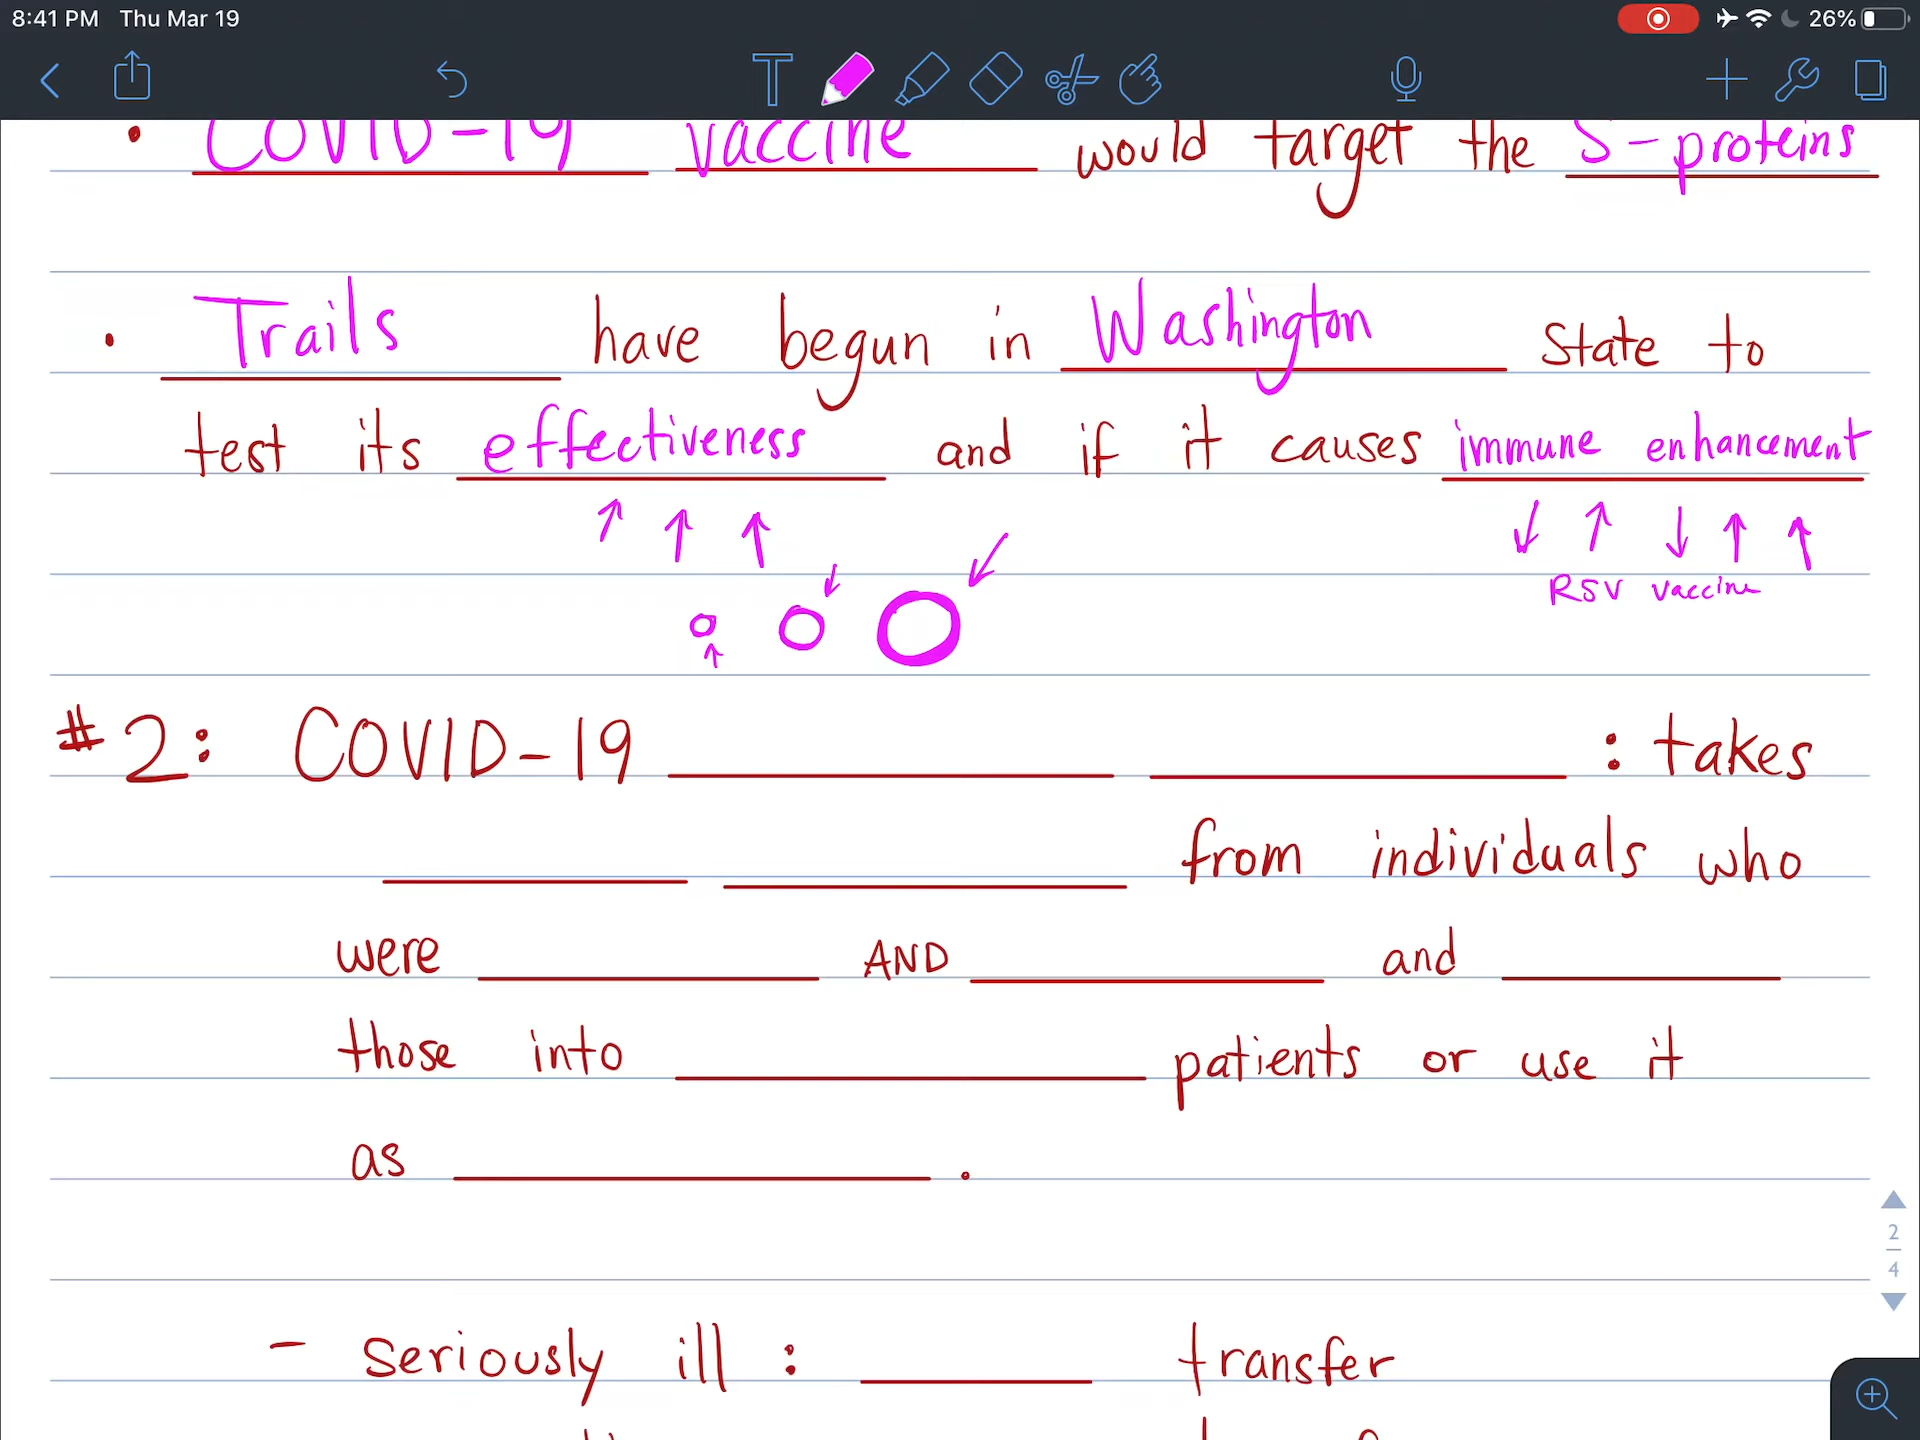 8:41 PM Thu Mar 19 26%
• COVID-19 vaccine would target the S-proteins
• Trails have begun in Washington State to
test its effectiveness and if it causes immune enhancement
RSV vaccine
#2: COVID-19 : takes
from individuals who
were AND and
those into patients or use it
as .
2
4
- seriously ill : transfer